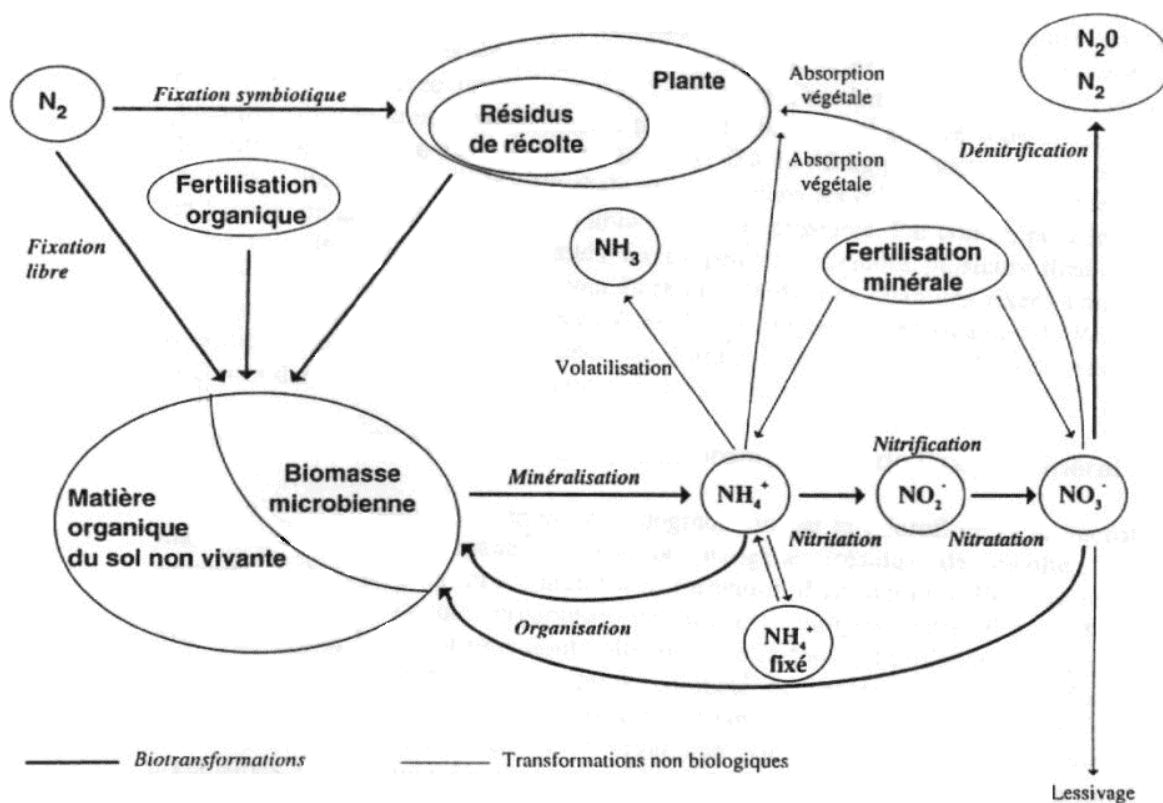 N₂O
N₂
N₂
Fixation symbiotique
Plante
Résidus
de récolte
Absorption
végétale
Absorption
végétale
Dénitrification
Fertilisation
organique
Fixation
libre
NH₃
Fertilisation
minérale
Volatilisation
Matière
organique
du sol non vivante
Biomasse
microbienne
Minéralisation
NH₄⁺
Nitrification
NO₂⁻
NO₃⁻
Nitritation
Nitratation
Organisation
NH₄⁺
fixé
Biotransformations
Transformations non biologiques
Lessivage